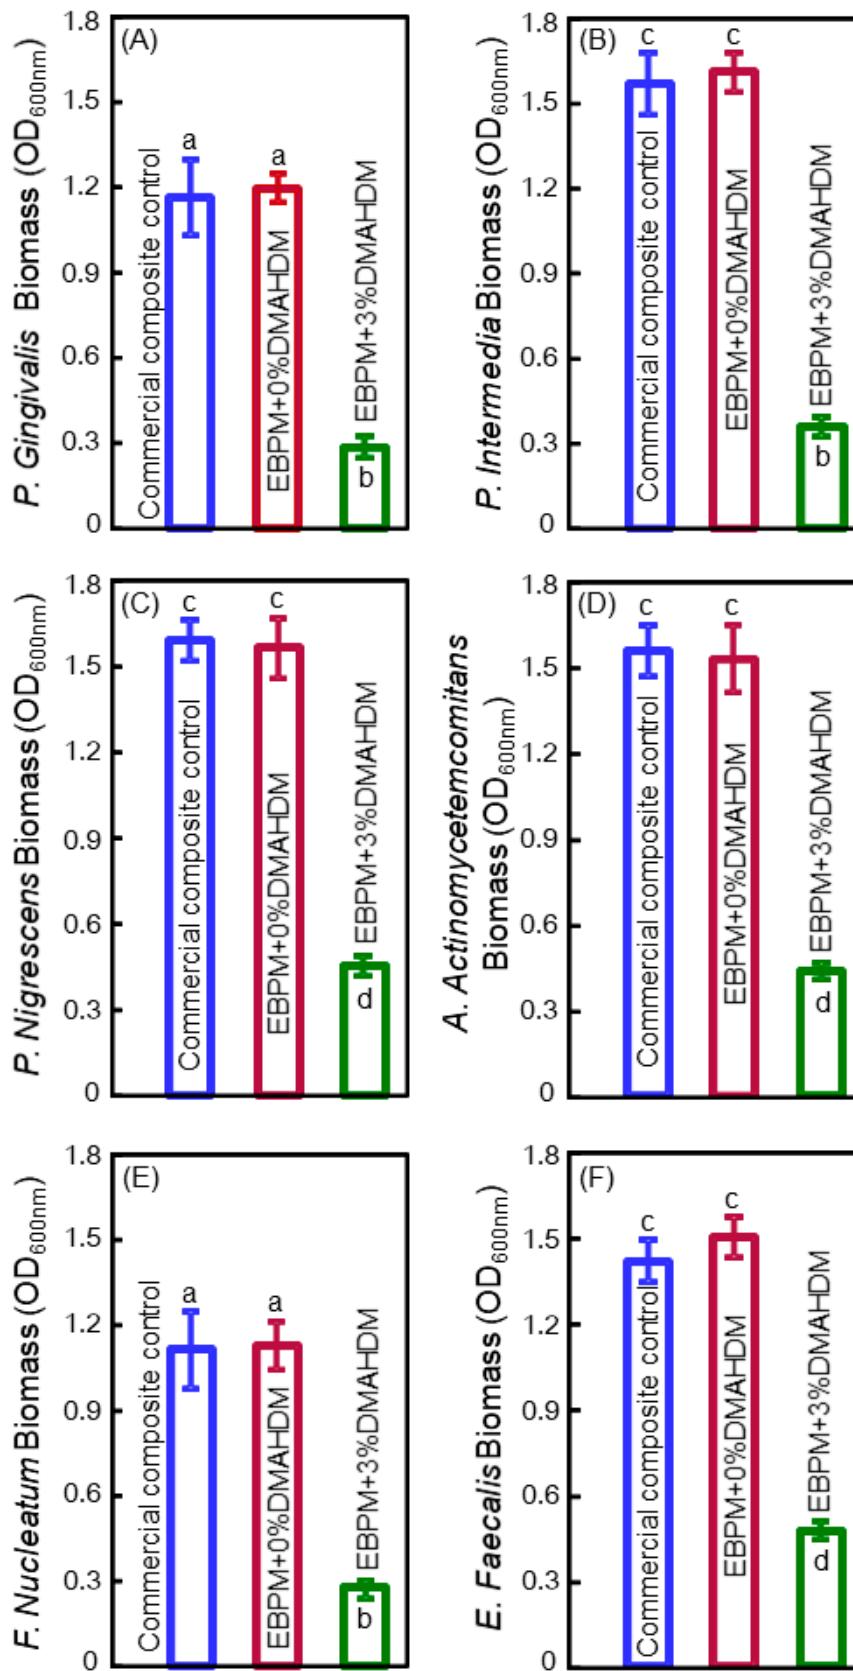 P. Gingivalis Biomass (OD600nm)
1.8
1.5
1.2
0.9
0.6
0.3
0
(A)
a
a
b
Commercial composite control
EBPM+0%DMAHDM
EBPM+3%DMAHDM
P. Intermedia Biomass (OD600nm)
1.8
1.5
1.2
0.9
0.6
0.3
0
(B)
c
c
b
Commercial composite control
EBPM+0%DMAHDM
EBPM+3%DMAHDM
P. Nigrescens Biomass (OD600nm)
1.8
1.5
1.2
0.9
0.6
0.3
0
(C)
c
c
d
Commercial composite control
EBPM+0%DMAHDM
EBPM+3%DMAHDM
A. Actinomycetemcomitans
Biomass (OD600nm)
1.8
1.5
1.2
0.9
0.6
0.3
0
(D)
c
c
d
Commercial composite control
EBPM+0%DMAHDM
EBPM+3%DMAHDM
F. Nucleatum Biomass (OD600nm)
1.8
1.5
1.2
0.9
0.6
0.3
0
(E)
a
a
b
Commercial composite control
EBPM+0%DMAHDM
EBPM+3%DMAHDM
E. Faecalis Biomass (OD600nm)
1.8
1.5
1.2
0.9
0.6
0.3
0
(F)
c
c
d
Commercial composite control
EBPM+0%DMAHDM
EBPM+3%DMAHDM